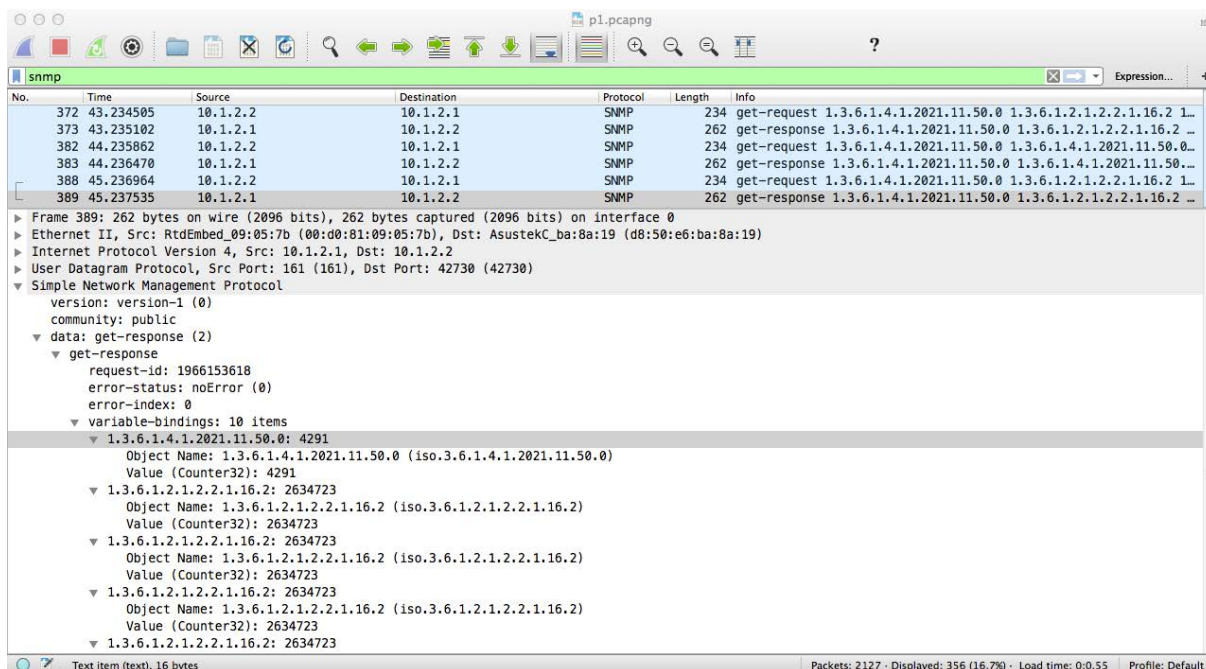 p1.pcapng
?
snmp
Expression...
No. Time Source Destination Protocol Length Info
372 43.234505 10.1.2.2 10.1.2.1 SNMP 234 get-request 1.3.6.1.4.1.2021.11.50.0 1.3.6.1.2.1.2.2.1.16.2 1…
373 43.235102 10.1.2.1 10.1.2.2 SNMP 262 get-response 1.3.6.1.4.1.2021.11.50.0 1.3.6.1.2.1.2.2.1.16.2 …
382 44.235862 10.1.2.2 10.1.2.1 SNMP 234 get-request 1.3.6.1.4.1.2021.11.50.0 1.3.6.1.4.1.2021.11.50.0…
383 44.236470 10.1.2.1 10.1.2.2 SNMP 262 get-response 1.3.6.1.4.1.2021.11.50.0 1.3.6.1.4.1.2021.11.50.…
388 45.236964 10.1.2.2 10.1.2.1 SNMP 234 get-request 1.3.6.1.4.1.2021.11.50.0 1.3.6.1.2.1.2.2.1.16.2 1…
389 45.237535 10.1.2.1 10.1.2.2 SNMP 262 get-response 1.3.6.1.4.1.2021.11.50.0 1.3.6.1.2.1.2.2.1.16.2 …
Frame 389: 262 bytes on wire (2096 bits), 262 bytes captured (2096 bits) on interface 0
Ethernet II, Src: RtdEmbed_09:05:7b (00:d0:81:09:05:7b), Dst: AsustekC_ba:8a:19 (d8:50:e6:ba:8a:19)
Internet Protocol Version 4, Src: 10.1.2.1, Dst: 10.1.2.2
User Datagram Protocol, Src Port: 161 (161), Dst Port: 42730 (42730)
Simple Network Management Protocol
version: version-1 (0)
community: public
data: get-response (2)
get-response
request-id: 1966153618
error-status: noError (0)
error-index: 0
variable-bindings: 10 items
1.3.6.1.4.1.2021.11.50.0: 4291
Object Name: 1.3.6.1.4.1.2021.11.50.0 (iso.3.6.1.4.1.2021.11.50.0)
Value (Counter32): 4291
1.3.6.1.2.1.2.2.1.16.2: 2634723
Object Name: 1.3.6.1.2.1.2.2.1.16.2 (iso.3.6.1.2.1.2.2.1.16.2)
Value (Counter32): 2634723
1.3.6.1.2.1.2.2.1.16.2: 2634723
Object Name: 1.3.6.1.2.1.2.2.1.16.2 (iso.3.6.1.2.1.2.2.1.16.2)
Value (Counter32): 2634723
1.3.6.1.2.1.2.2.1.16.2: 2634723
Object Name: 1.3.6.1.2.1.2.2.1.16.2 (iso.3.6.1.2.1.2.2.1.16.2)
Value (Counter32): 2634723
1.3.6.1.2.1.2.2.1.16.2: 2634723
Text item (text), 16 bytes Packets: 2127 · Displayed: 356 (16.7%) · Load time: 0:0.55 Profile: Default